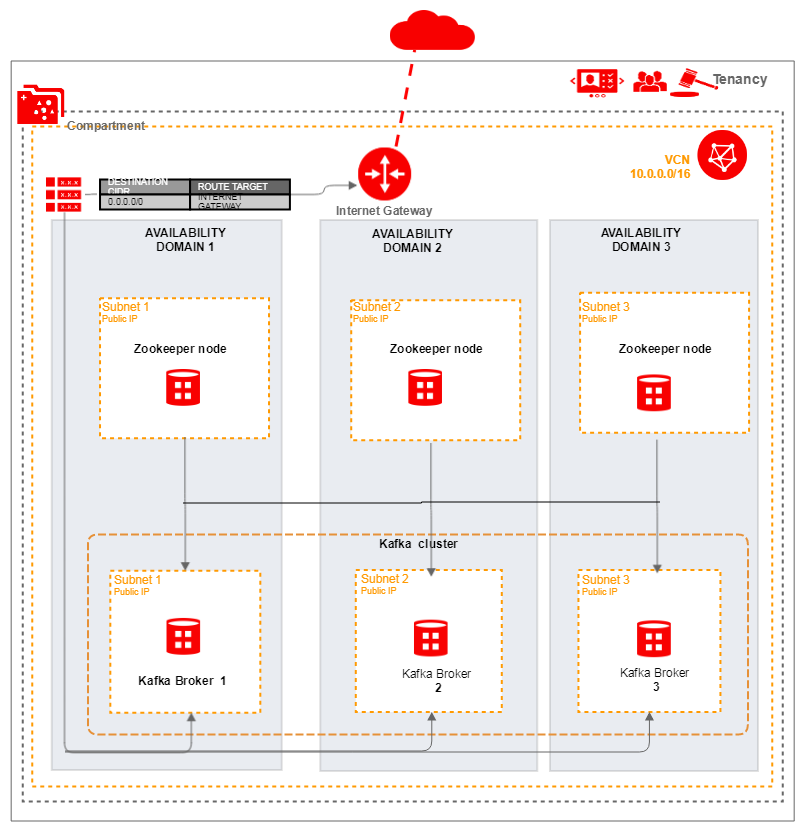 Tenancy
Compartment
VCN
10.0.0.0/16
DESTINATION
CIDR
ROUTE TARGET
0.0.0.0/0
INTERNET
GATEWAY
x.x.x
x.x.x
x.x.x
Internet Gateway
AVAILABILITY
DOMAIN 1
AVAILABILITY
DOMAIN 2
AVAILABILITY
DOMAIN 3
Subnet 1
Public IP
Zookeeper node
Subnet 2
Public IP
Zookeeper node
Subnet 3
Public IP
Zookeeper node
Kafka cluster
Subnet 1
Public IP
Kafka Broker 1
Subnet 2
Public IP
Kafka Broker
2
Subnet 3
Public IP
Kafka Broker
3